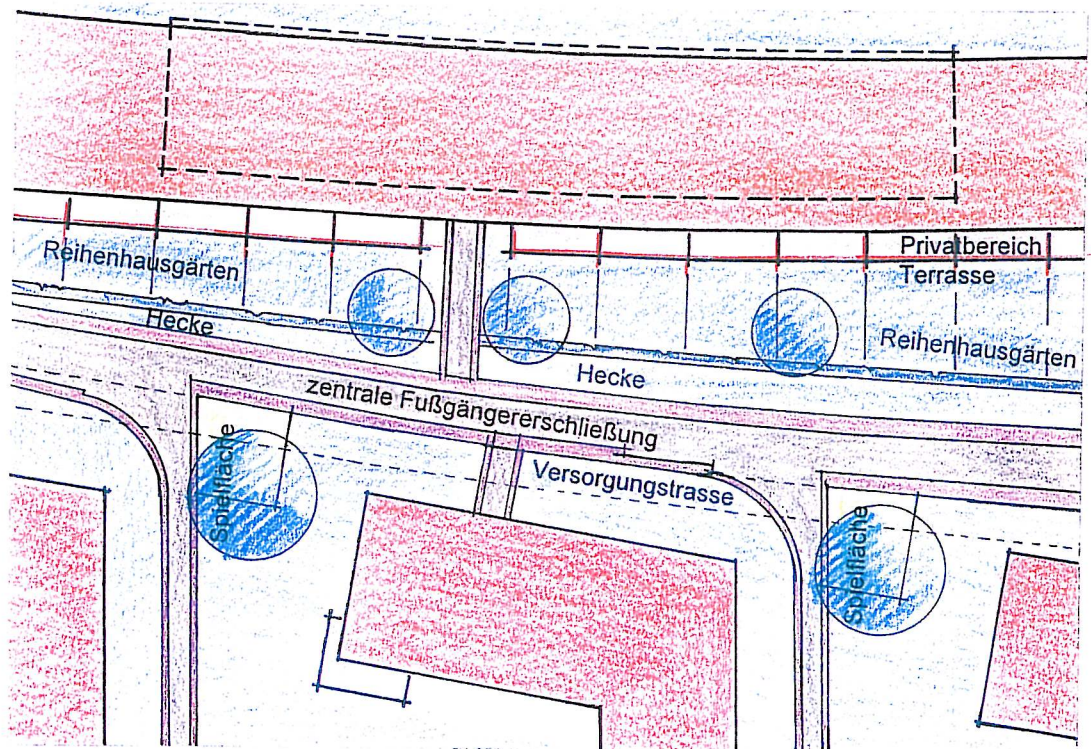 Privatbereich
Terrasse
Reihenhausgärten
Reihenhausgärten
Hecke
Hecke
zentrale Fußgängererschließung
Versorgungstrasse
Spielfläche
Spielfläche